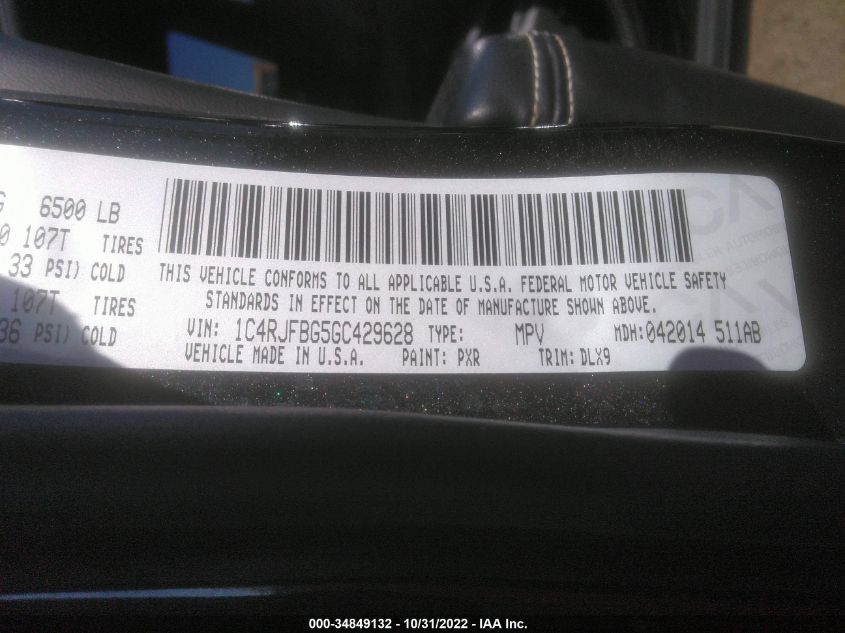 6500 LB
107T TIRES
33 PSI) COLD
107T TIRES
36 PSI) COLD
THIS VEHICLE CONFORMS TO ALL APPLICABLE U.S.A. FEDERAL MOTOR VEHICLE SAFETY
STANDARDS IN EFFECT ON THE DATE OF MANUFACTURE SHOWN ABOVE.
VIN: 1C4RJFBG5GC429628 TYPE: MPV MDH:042014 511AB
VEHICLE MADE IN U.S.A. PAINT: PXR TRIM: DLX9
000-34849132 - 10/31/2022 - IAA Inc.